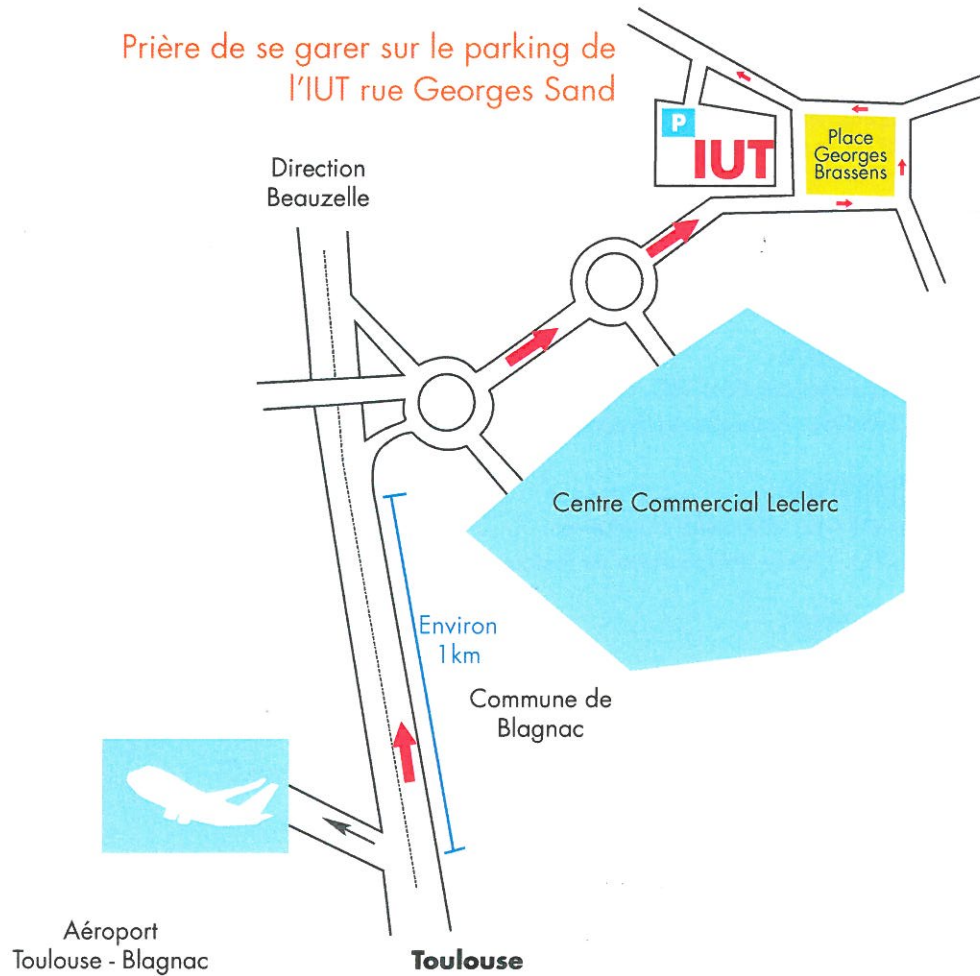 Prière de se garer sur le parking de
l'IUT rue Georges Sand
P
IUT
Place
Georges
Brassens
Direction
Beauzelle
Centre Commercial Leclerc
Environ
1km
Commune de
Blagnac
Aéroport
Toulouse - Blagnac
Toulouse